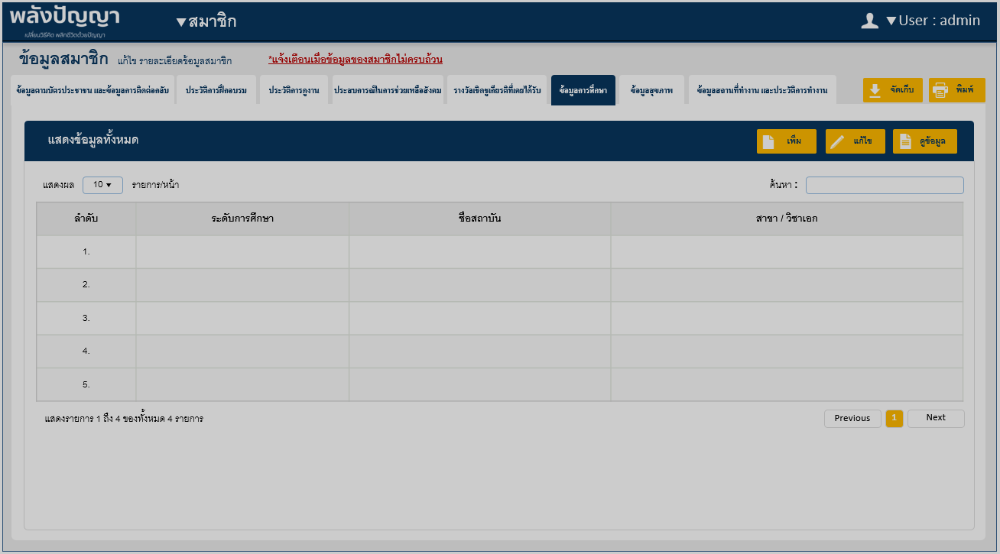 พลังปัญญา
เปลี่ยนวิธีคิด พลิกชีวิตด้วยปัญญา
▼สมาชิก
▼User : admin
ข้อมูลสมาชิก แก้ไข รายละเอียดข้อมูลสมาชิก *แจ้งเตือนเมื่อข้อมูลของสมาชิกไม่ครบถ้วน
ข้อมูลตามบัตรประชาชน และข้อมูลการติดต่อกลับ ประวัติการฝึกอบรม ประวัติการดูงาน ประสบการณ์ในการช่วยเหลือสังคม รางวัลเชิดชูเกียรติที่เคยได้รับ ข้อมูลการศึกษา ข้อมูลสุขภาพ ข้อมูลสถานที่ทำงาน และประวัติการทำงาน จัดเก็บ พิมพ์
แสดงข้อมูลทั้งหมด เพิ่ม แก้ไข ดูข้อมูล
แสดงผล 10 ▼ รายการ/หน้า ค้นหา :
ลำดับ ระดับการศึกษา ชื่อสถาบัน สาขา / วิชาเอก
1.
2.
3.
4.
5.
แสดงรายการ 1 ถึง 4 ของทั้งหมด 4 รายการ Previous 1 Next